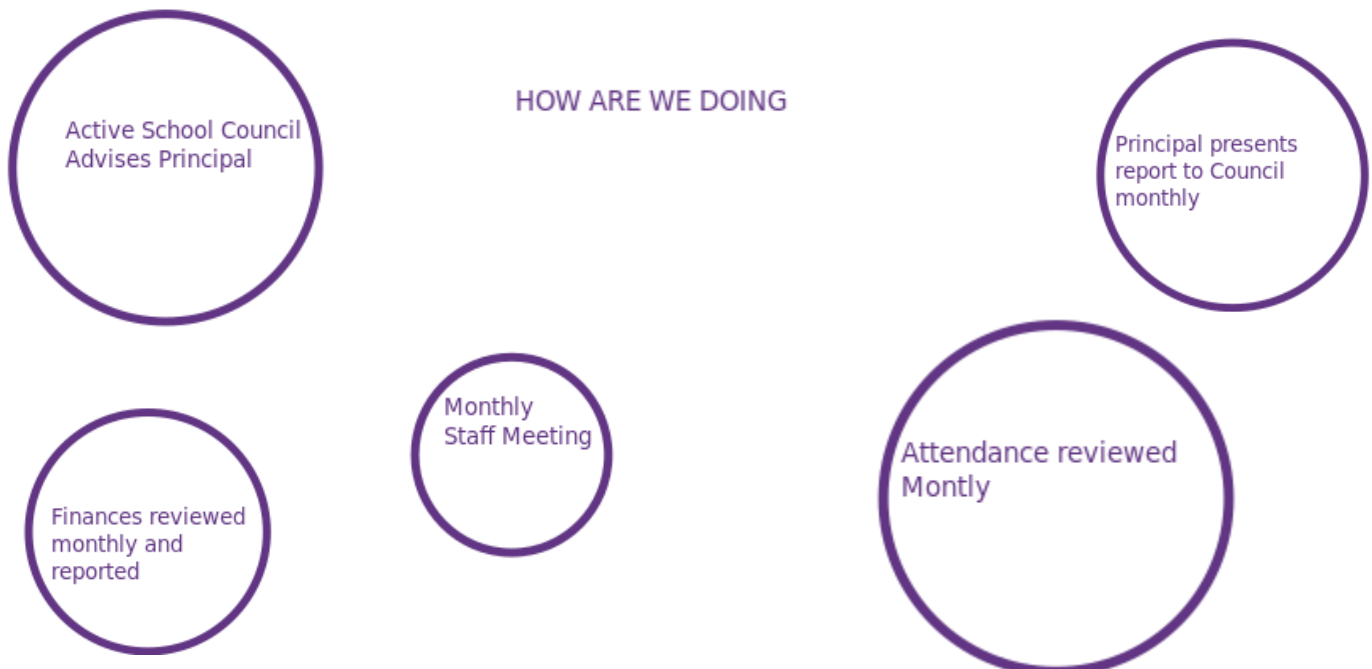 HOW ARE WE DOING
Active School Council
Advises Principal
Principal presents
report to Council
monthly
Monthly
Staff Meeting
Attendance reviewed
Montly
Finances reviewed
monthly and
reported